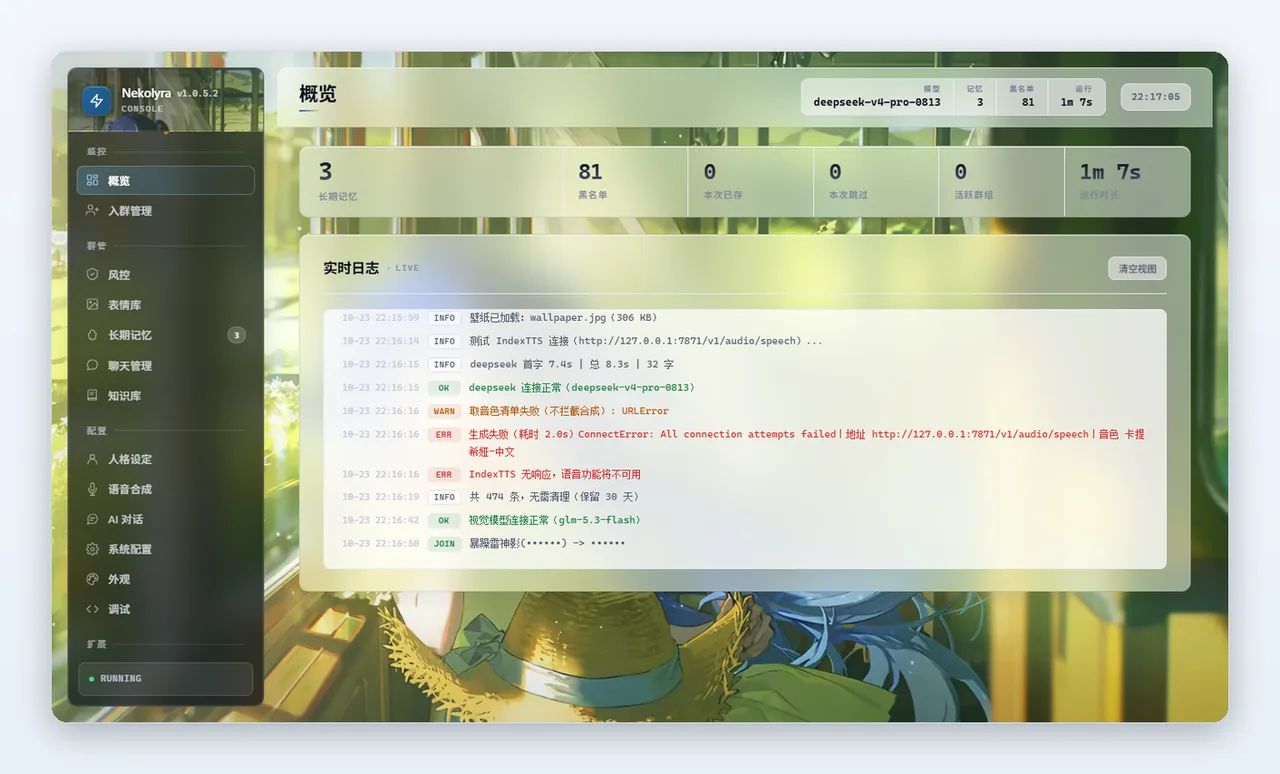 Nekolyra v1.0.5.2
CONSOLE
监控
概览
入群管理
群管
风控
表情库
长期记忆 3
聊天管理
知识库
配置
人格设定
语音合成
AI 对话
系统配置
外观
调试
扩展
RUNNING
概览
模型 记忆 黑名单 运行
deepseek-v4-pro-0813 3 81 1m 7s
22:17:05
3 81 0 0 0 1m 7s
长期记忆 黑名单 本次已存 本次跳过 活跃群组 运行时长
实时日志 · LIVE
清空视图
10-23 22:15:59 INFO 壁纸已加载: wallpaper.jpg (306 KB)
10-23 22:16:14 INFO 测试 IndexTTS 连接 (http://127.0.0.1:7871/v1/audio/speech) ...
10-23 22:16:15 INFO deepseek 首字 7.4s | 总 8.3s | 32 字
10-23 22:16:15 OK deepseek 连接正常 (deepseek-v4-pro-0813)
10-23 22:16:16 WARN 取音色清单失败 (不拦截合成) : URLError
10-23 22:16:16 ERR 生成失败 (耗时 2.0s) ConnectError: All connection attempts failed | 地址 http://127.0.0.1:7871/v1/audio/speech | 音色 卡提
希娅-中文
10-23 22:16:16 ERR IndexTTS 无响应, 语音功能将不可用
10-23 22:16:19 INFO 共 474 条, 无需清理 (保留 30 天)
10-23 22:16:42 OK 视觉模型连接正常 (glm-5.3-flash)
10-23 22:16:50 JOIN 暴躁雷神影(••••••) -> ••••••